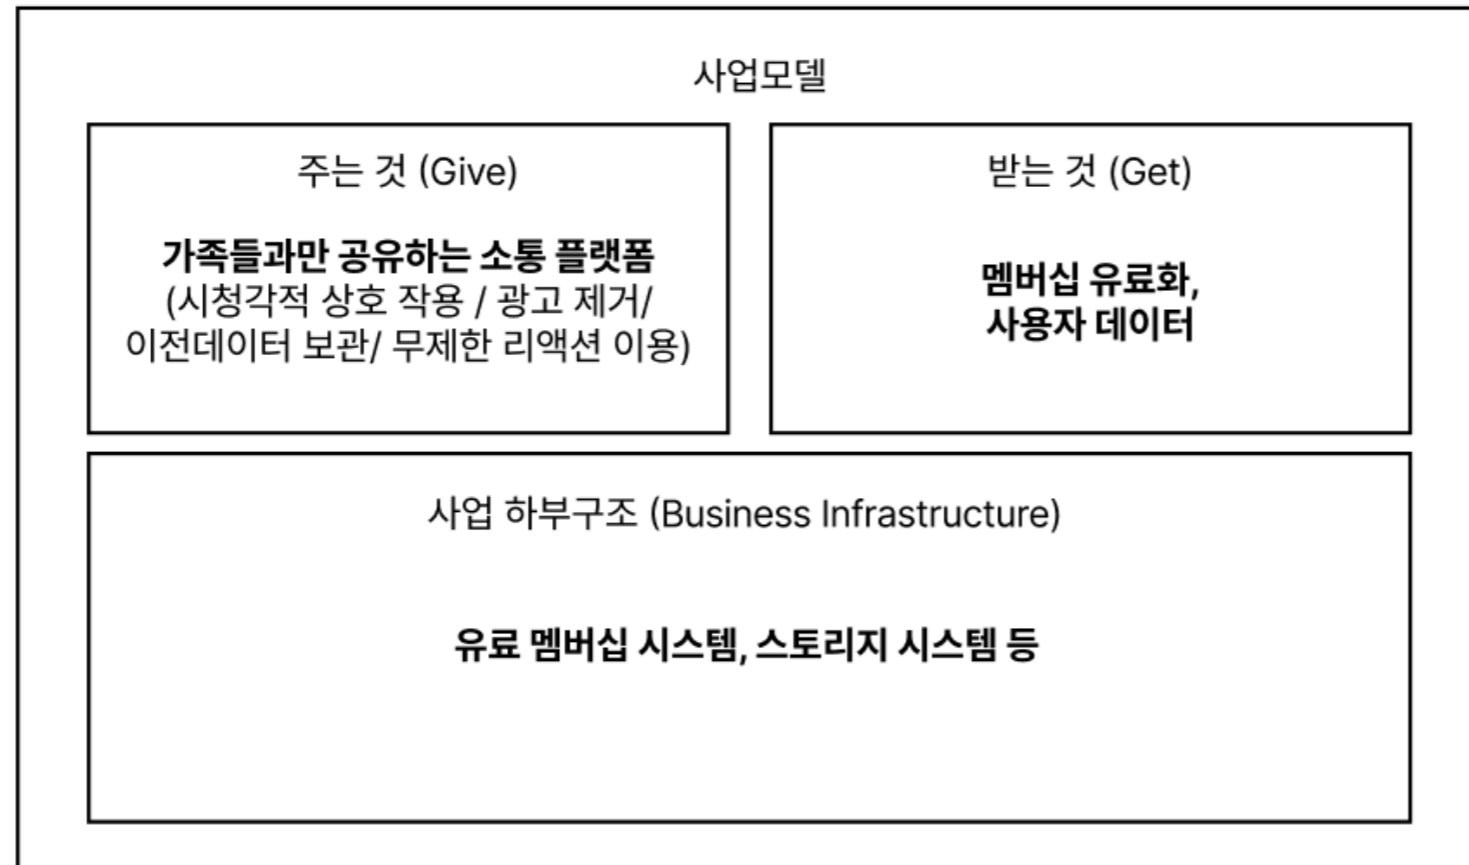 사업모델
주는 것 (Give)
가족들과만 공유하는 소통 플랫폼
(시청각적 상호 작용 / 광고 제거/
이전데이터 보관/ 무제한 리액션 이용)
받는 것 (Get)
멤버십 유료화,
사용자 데이터
사업 하부구조 (Business Infrastructure)
유료 멤버십 시스템, 스토리지 시스템 등